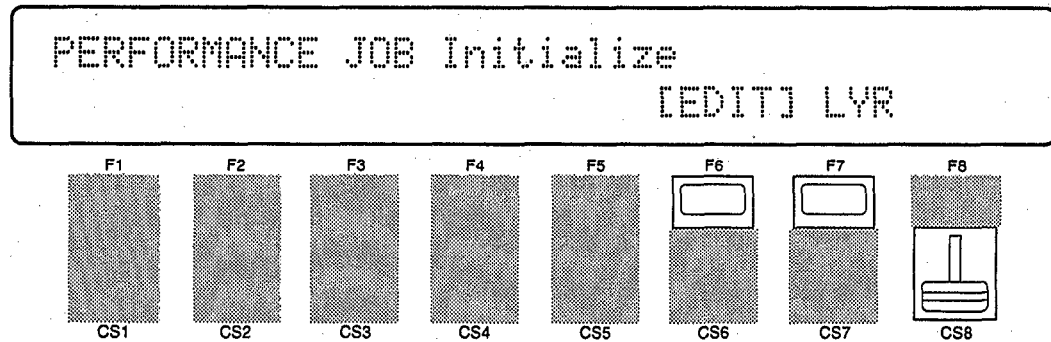 PERFORMANCE JOB Initialize
[EDIT] LYR
F1 F2 F3 F4 F5 F6 F7 F8
CS1 CS2 CS3 CS4 CS5 CS6 CS7 CS8